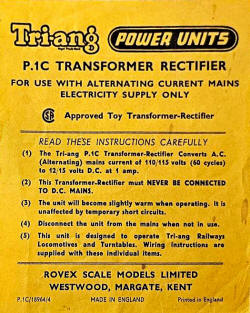 Tri-ang POWER UNITS
P.1C TRANSFORMER RECTIFIER
FOR USE WITH ALTERNATING CURRENT MAINS
ELECTRICITY SUPPLY ONLY
Approved Toy Transformer-Rectifier
READ THESE INSTRUCTIONS CAREFULLY
(1) The Tri-ang P.1C Transformer-Rectifier Converts A.C.
(Alternating) mains current of 110/115 volts (60 cycles)
to 12/15 volts D.C. at 1 amp.
(2) This Transformer-Rectifier must NEVER BE CONNECTED
TO D.C. MAINS.
(3) The unit will become slightly warm when operating. It is
unaffected by temporary short circuits.
(4) Disconnect the unit from the mains when not in use.
(5) This unit is designed to operate Tri-ang Railways
Locomotives and Turntables. Wiring instructions are
supplied with these individual items.
ROVEX SCALE MODELS LIMITED
WESTWOOD, MARGATE, KENT
P.1C/18964/4 MADE IN ENGLAND Printed in England